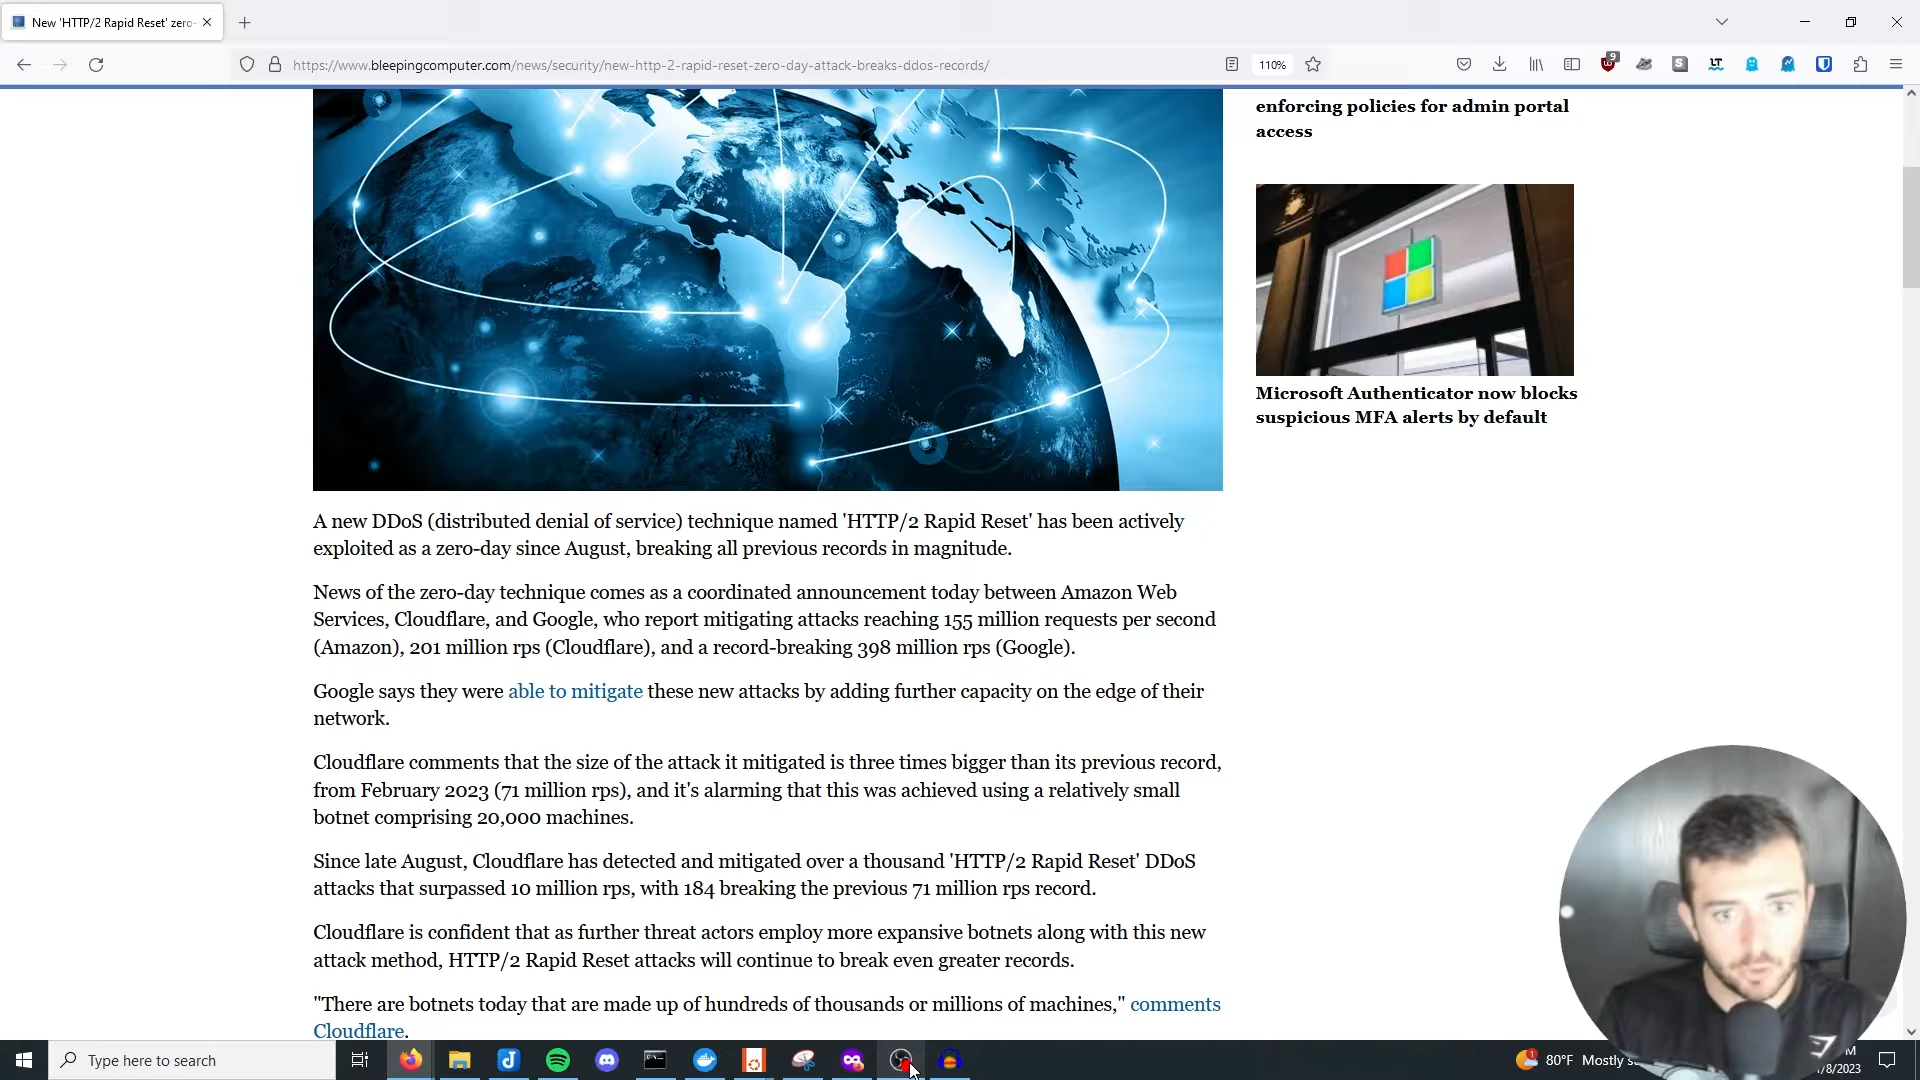 New 'HTTP/2 Rapid Reset' zero-
https://www.bleepingcomputer.com/news/security/new-http-2-rapid-reset-zero-day-attack-breaks-ddos-records/
110%
9
enforcing policies for admin portal
access
Microsoft Authenticator now blocks
suspicious MFA alerts by default
A new DDoS (distributed denial of service) technique named 'HTTP/2 Rapid Reset' has been actively
exploited as a zero-day since August, breaking all previous records in magnitude.
News of the zero-day technique comes as a coordinated announcement today between Amazon Web
Services, Cloudflare, and Google, who report mitigating attacks reaching 155 million requests per second
(Amazon), 201 million rps (Cloudflare), and a record-breaking 398 million rps (Google).
Google says they were able to mitigate these new attacks by adding further capacity on the edge of their
network.
Cloudflare comments that the size of the attack it mitigated is three times bigger than its previous record,
from February 2023 (71 million rps), and it's alarming that this was achieved using a relatively small
botnet comprising 20,000 machines.
Since late August, Cloudflare has detected and mitigated over a thousand 'HTTP/2 Rapid Reset' DDoS
attacks that surpassed 10 million rps, with 184 breaking the previous 71 million rps record.
Cloudflare is confident that as further threat actors employ more expansive botnets along with this new
attack method, HTTP/2 Rapid Reset attacks will continue to break even greater records.
"There are botnets today that are made up of hundreds of thousands or millions of machines," comments
Cloudflare.
Type here to search
1
80°F Mostly
M
/8/2023